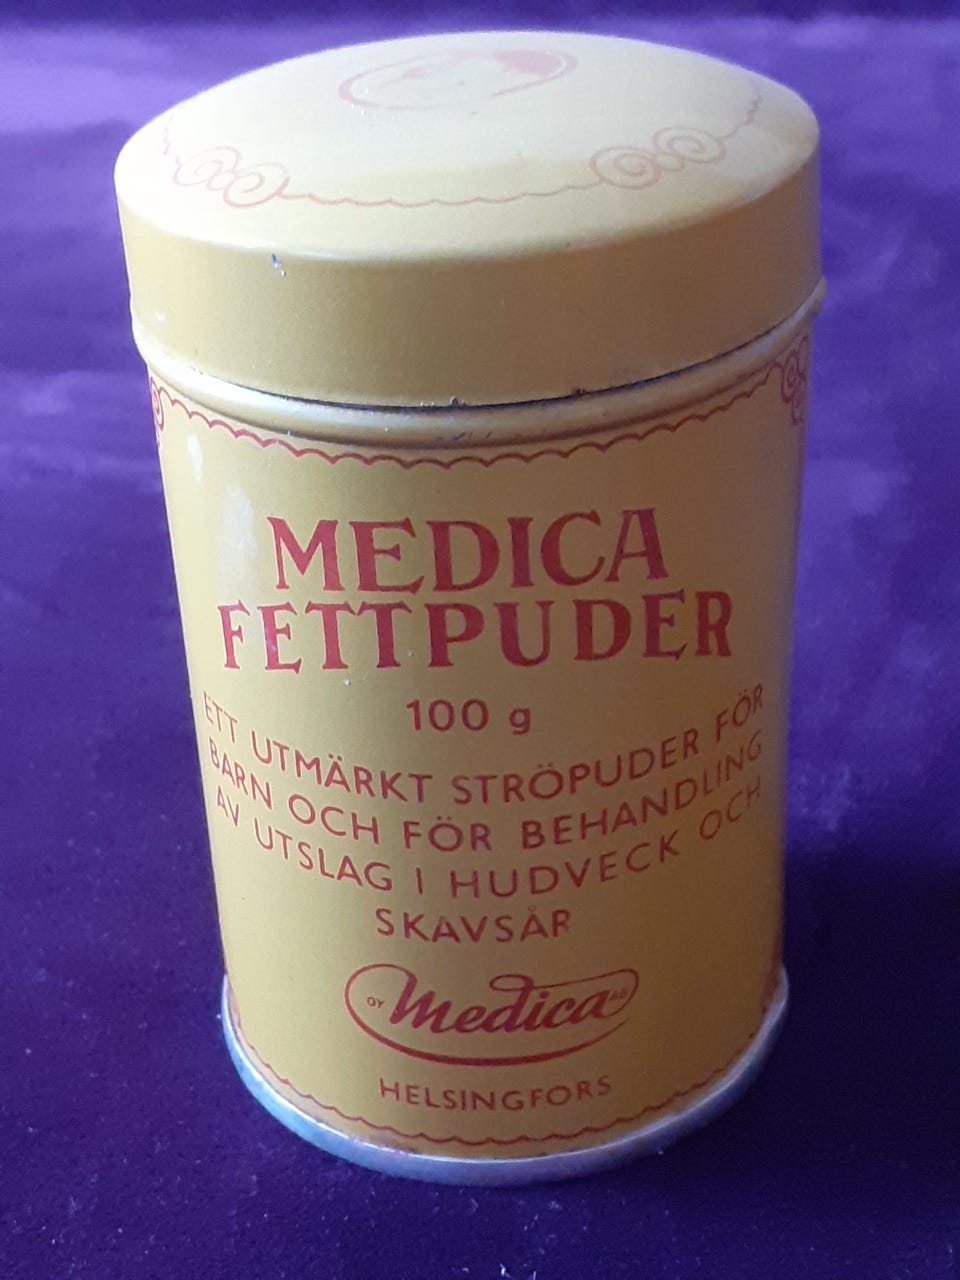 MEDICA
FETTPUDER
100 g
ETT UTMÄRKT STRÖPUDER FÖR
BARN OCH FÖR BEHANDLING
AV UTSLAG I HUDVECK OCH
SKAVSÅR
OY Medica AB
HELSINGFORS